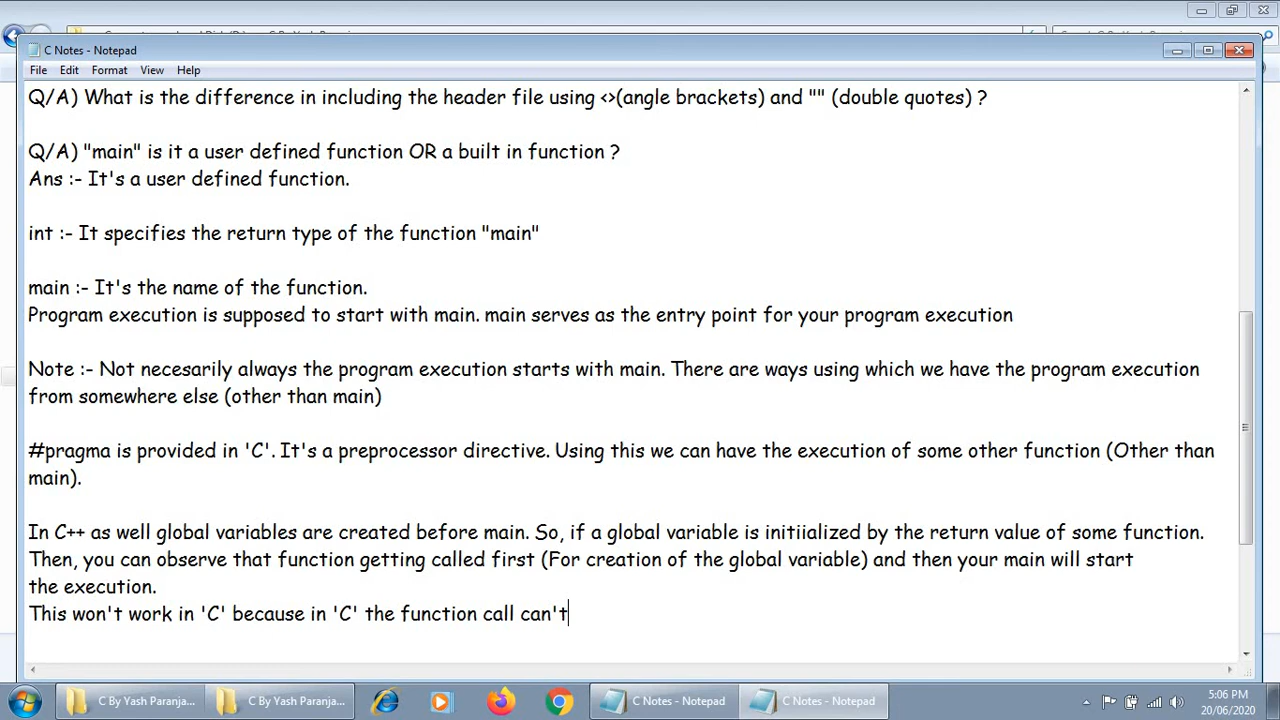 C Notes - Notepad
File Edit Format View Help
Q/A) What is the difference in including the header file using <>(angle brackets) and "" (double quotes) ?
Q/A) "main" is it a user defined function OR a built in function ?
Ans :- It's a user defined function.
int :- It specifies the return type of the function "main"
main :- It's the name of the function.
Program execution is supposed to start with main. main serves as the entry point for your program execution
Note :- Not necesarily always the program execution starts with main. There are ways using which we have the program execution
from somewhere else (other than main)
#pragma is provided in 'C'. It's a preprocessor directive. Using this we can have the execution of some other function (Other than
main).
In C++ as well global variables are created before main. So, if a global variable is initiialized by the return value of some function.
Then, you can observe that function getting called first (For creation of the global variable) and then your main will start
the execution.
This won't work in 'C' because in 'C' the function call can't
C By Yash Paranja... C By Yash Paranja... C Notes - Notepad C Notes - Notepad
5:06 PM
20/06/2020